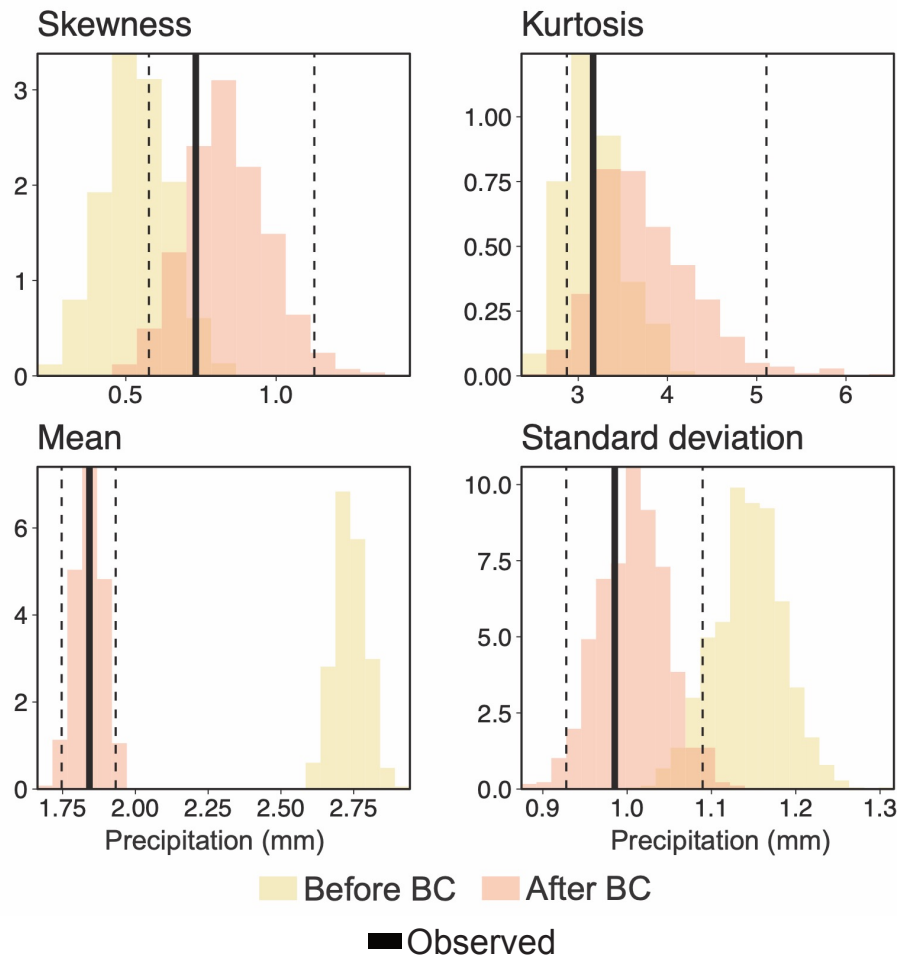 Skewness
3
2
1
0
0.5 1.0
Kurtosis
1.00
0.75
0.50
0.25
0.00
3 4 5 6
Mean
6
4
2
0
1.75 2.00 2.25 2.50 2.75
Precipitation (mm)
Standard deviation
10.0
7.5
5.0
2.5
0.0
0.9 1.0 1.1 1.2 1.3
Precipitation (mm)
Before BC After BC
Observed